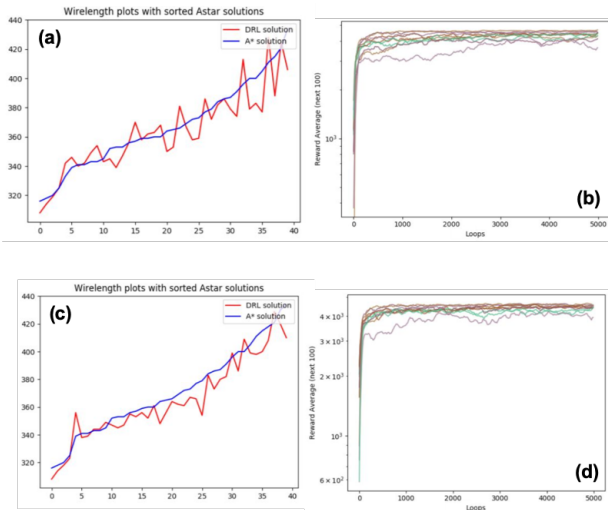 Wirelength plots with sorted Astar solutions
(a)
DRL solution
A* solution
440
420
400
380
360
340
320
0 5 10 15 20 25 30 35 40
Reward Average (next 100)
10³
0 1000 2000 3000 4000 5000
Loops
(b)
Wirelength plots with sorted Astar solutions
(c)
DRL solution
A* solution
440
420
400
380
360
340
320
0 10 20 30 40
Reward Average (next 100)
4 × 10³
3 × 10³
2 × 10³
10³
6 × 10²
0 1000 2000 3000 4000 5000
Loops
(d)